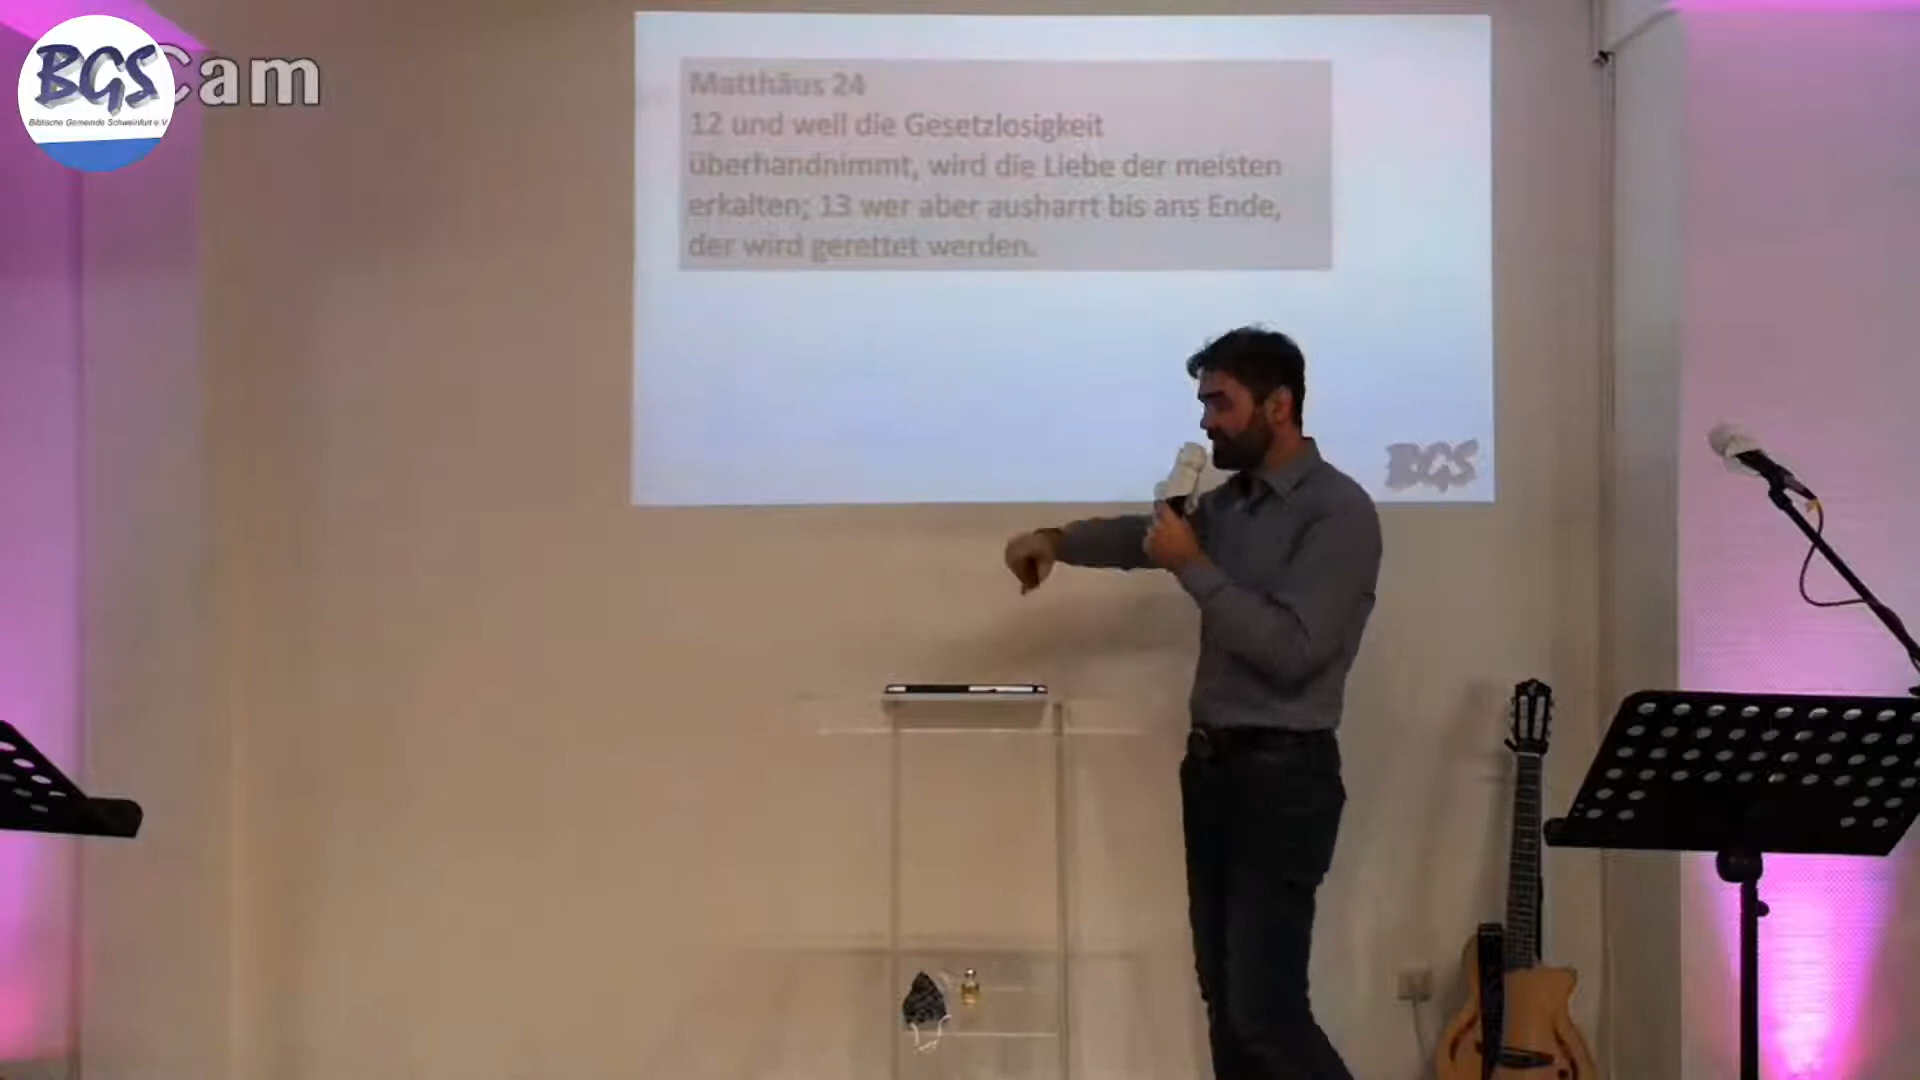 BGS
Cam
Biblische Gemeinde Schweinfurt e.V.
Matthäus 24
12 und weil die Gesetzlosigkeit
überhandnimmt, wird die Liebe der meisten
erkalten; 13 wer aber ausharrt bis ans Ende,
der wird gerettet werden.
BGS